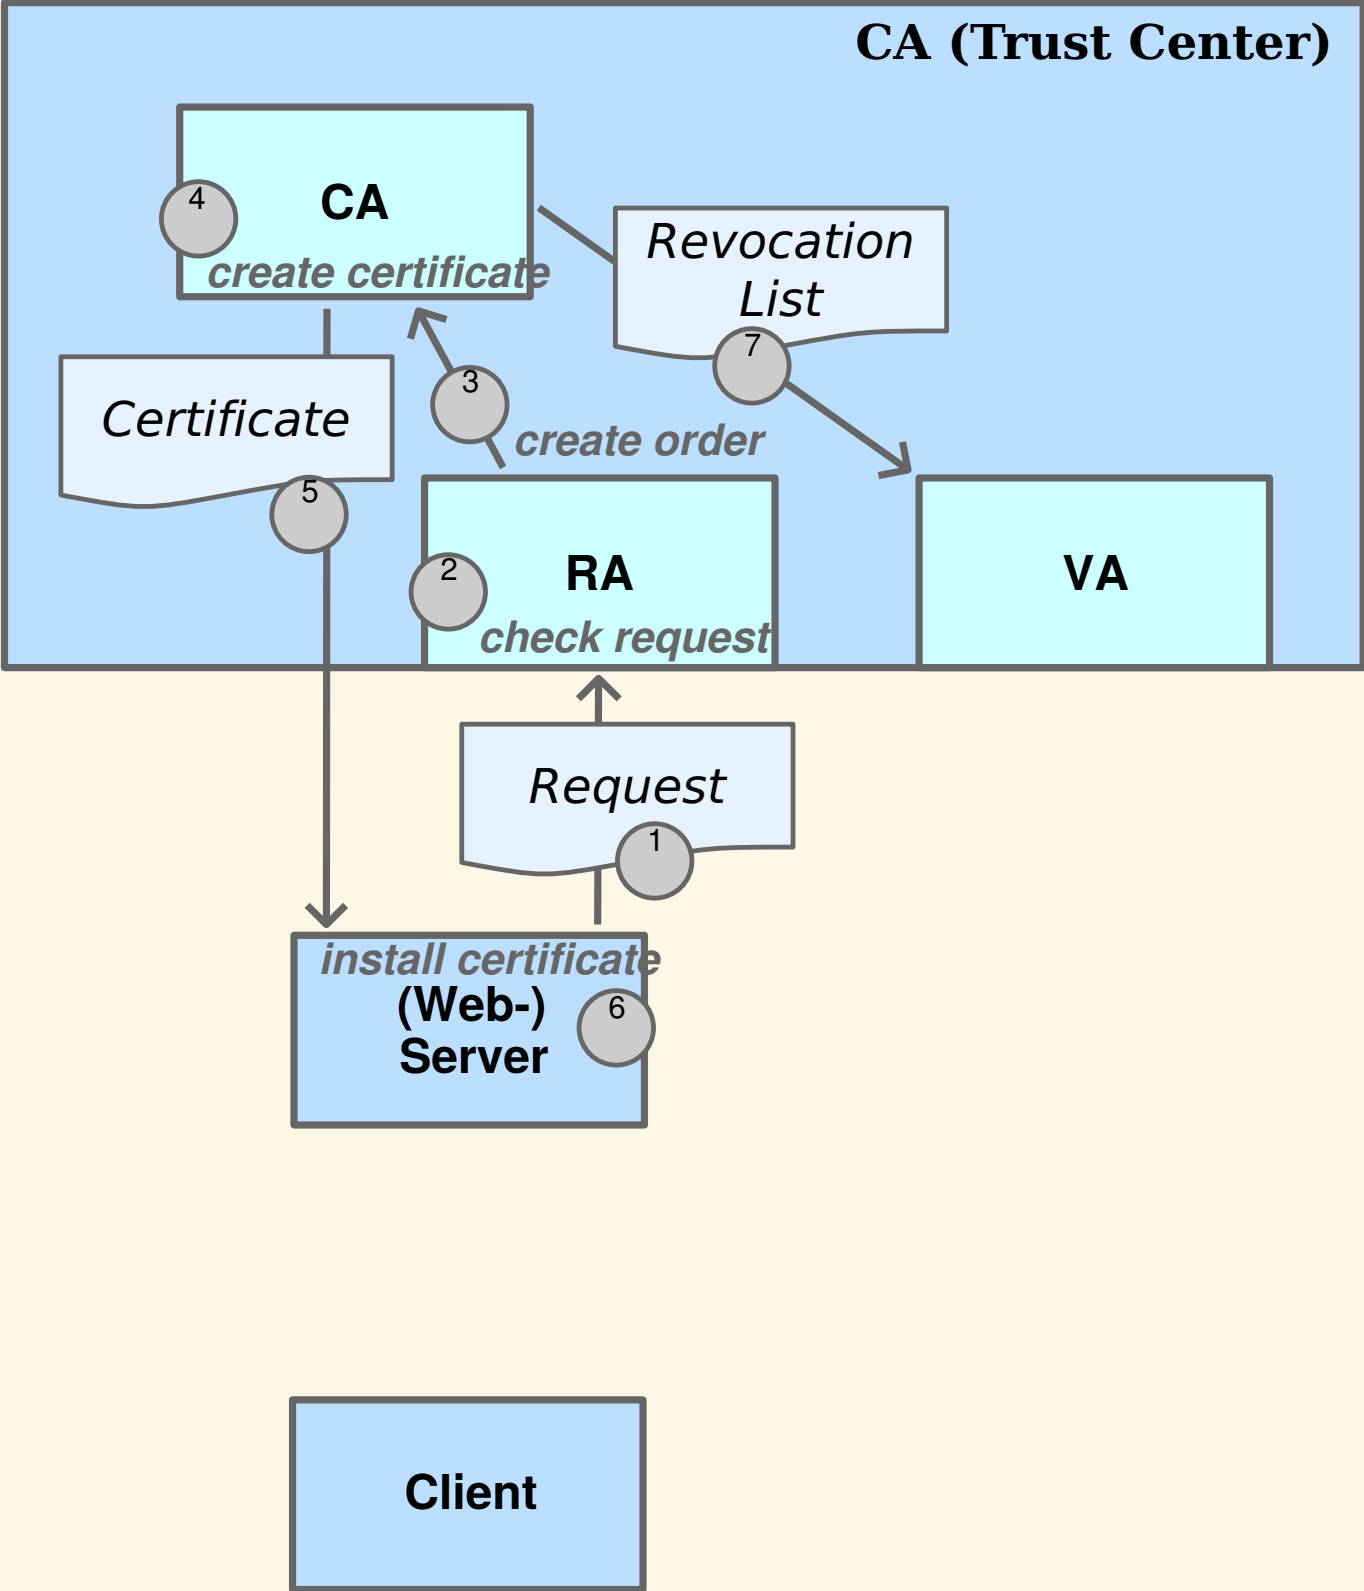 CA (Trust Center)
4
CA
create certificate
Revocation
List
7
3
Certificate
create order
5
2
RA
check request
VA
Request
1
install certificate
(Web-)
6
Server
Client